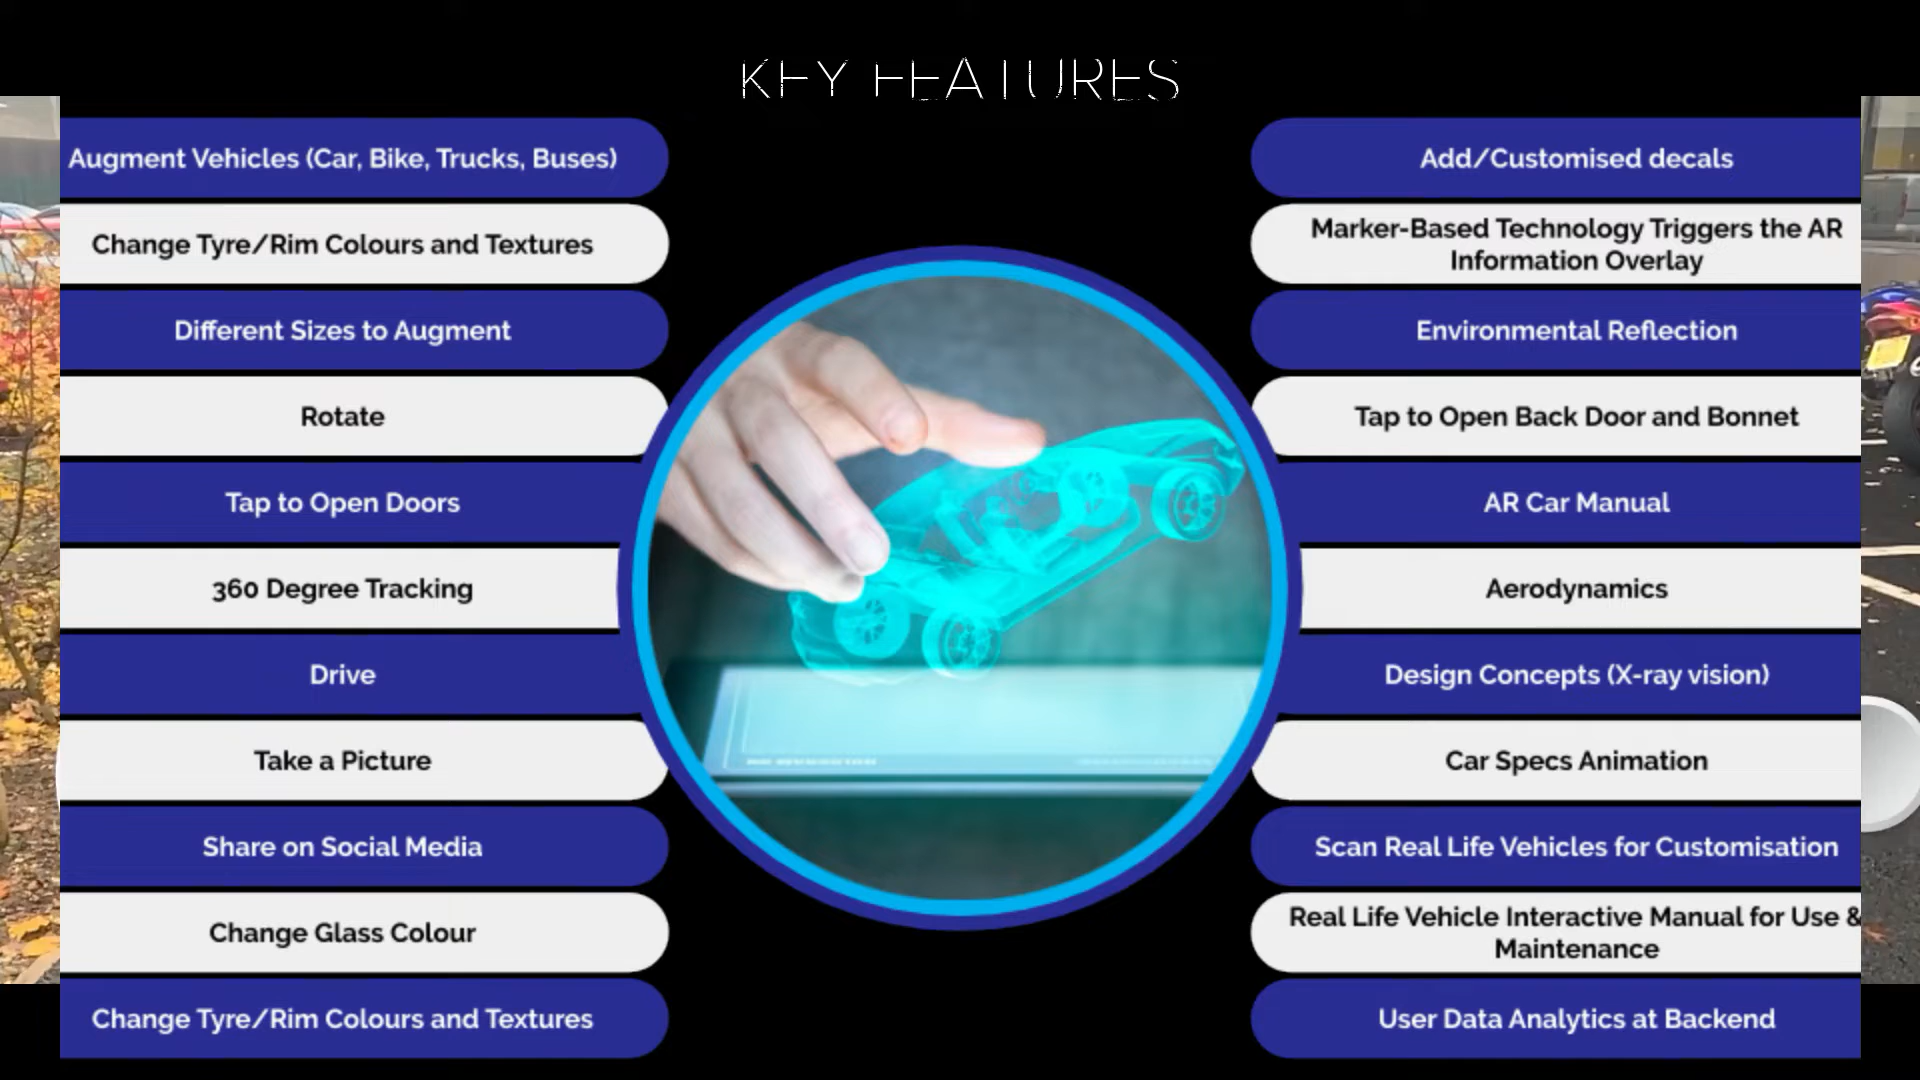 KEY FEATURES
Augment Vehicles (Car, Bike, Trucks, Buses)
Change Tyre/Rim Colours and Textures
Different Sizes to Augment
Rotate
Tap to Open Doors
360 Degree Tracking
Drive
Take a Picture
Share on Social Media
Change Glass Colour
Change Tyre/Rim Colours and Textures
Add/Customised decals
Marker-Based Technology Triggers the AR
Information Overlay
Environmental Reflection
Tap to Open Back Door and Bonnet
AR Car Manual
Aerodynamics
Design Concepts (X-ray vision)
Car Specs Animation
Scan Real Life Vehicles for Customisation
Real Life Vehicle Interactive Manual for Use &
Maintenance
User Data Analytics at Backend